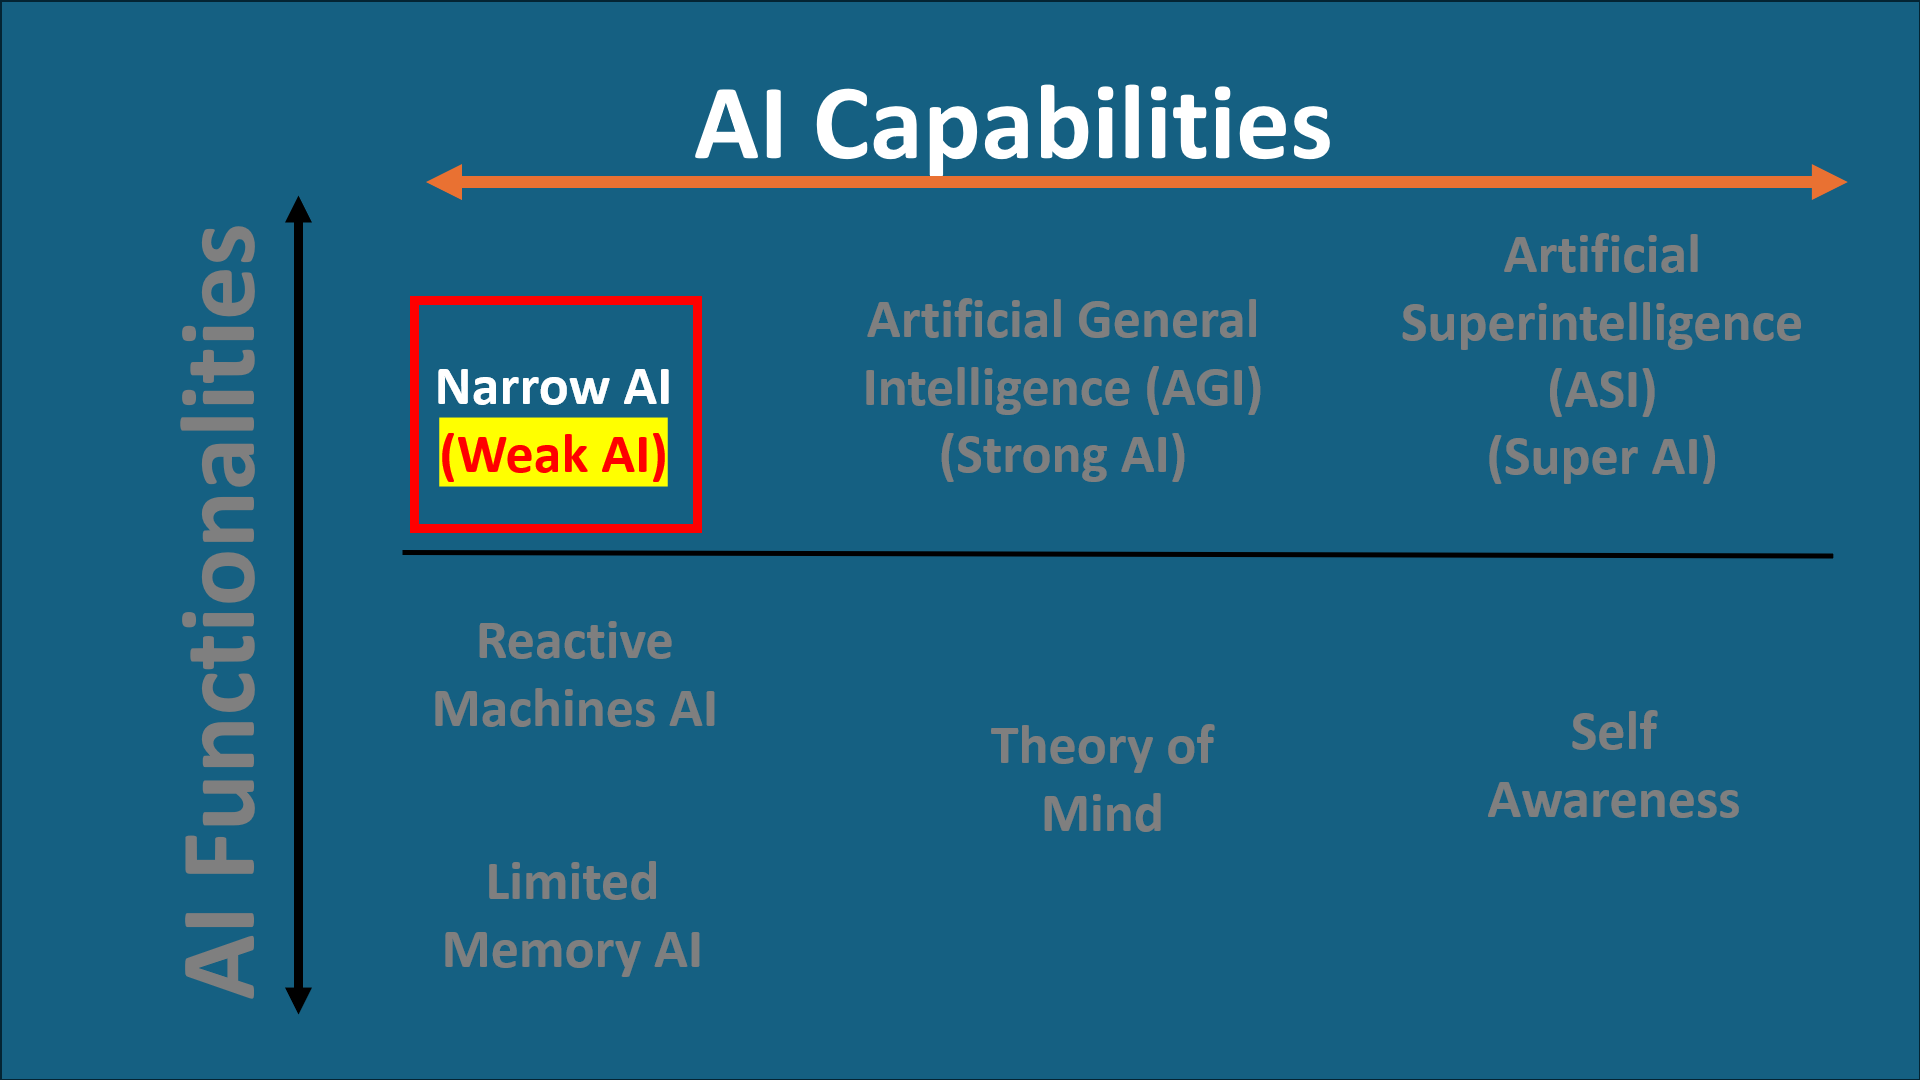 AI Capabilities
AI Functionalities
Narrow AI
(Weak AI)
Artificial General
Intelligence (AGI)
(Strong AI)
Artificial
Superintelligence
(ASI)
(Super AI)
Reactive
Machines AI
Limited
Memory AI
Theory of
Mind
Self
Awareness